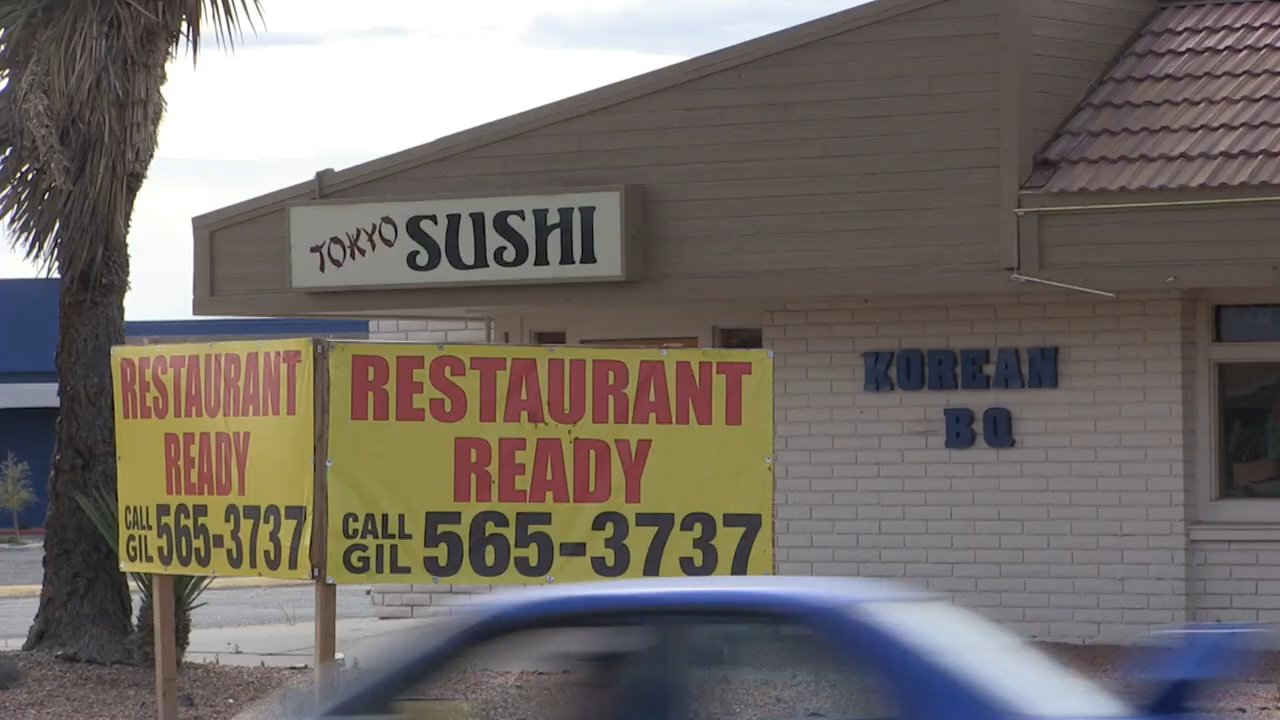 TOKYO SUSHI
KOREAN
BQ
RESTAURANT
READY
CALL
GIL 565-3737
RESTAURANT
READY
CALL
GIL 565-3737